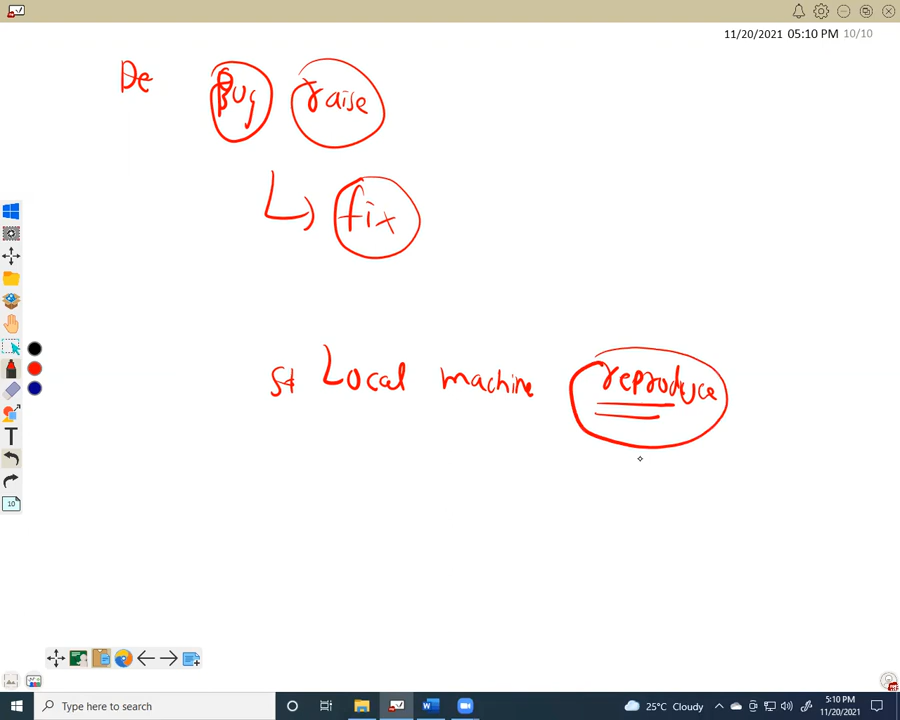 11/20/2021 05:10 PM 10/10
De Bug raise
fix
St Local machine reproduce
T
10
Type here to search
W
25°C Cloudy
5:10 PM
11/20/2021